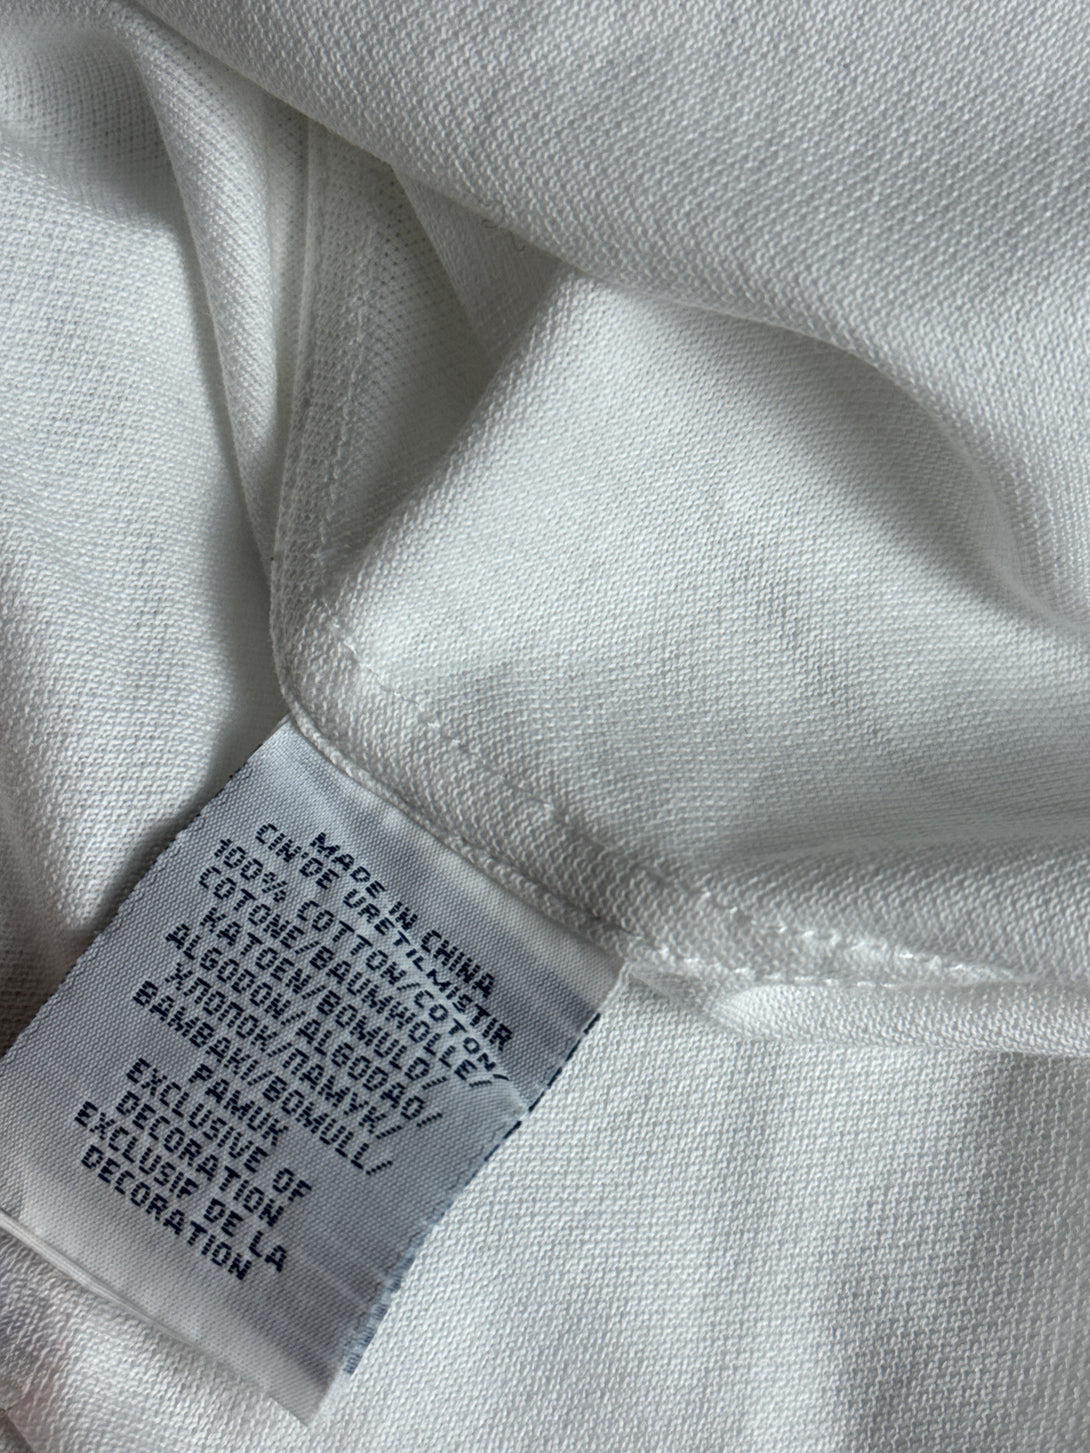 MADE IN CHINA
CIN'DE URETILMISTIR
100% COTTON/COTON/
COTONE/BAUMWOLLE/
KATOEN/BOMULD/
ALGODON/ALGODAO/
ХЛОПОК/ПАМУК/
BAMBAKI/BOMULL/
PAMUK
EXCLUSIVE OF
DECORATION
EXCLUSIF DE LA
DECORATION